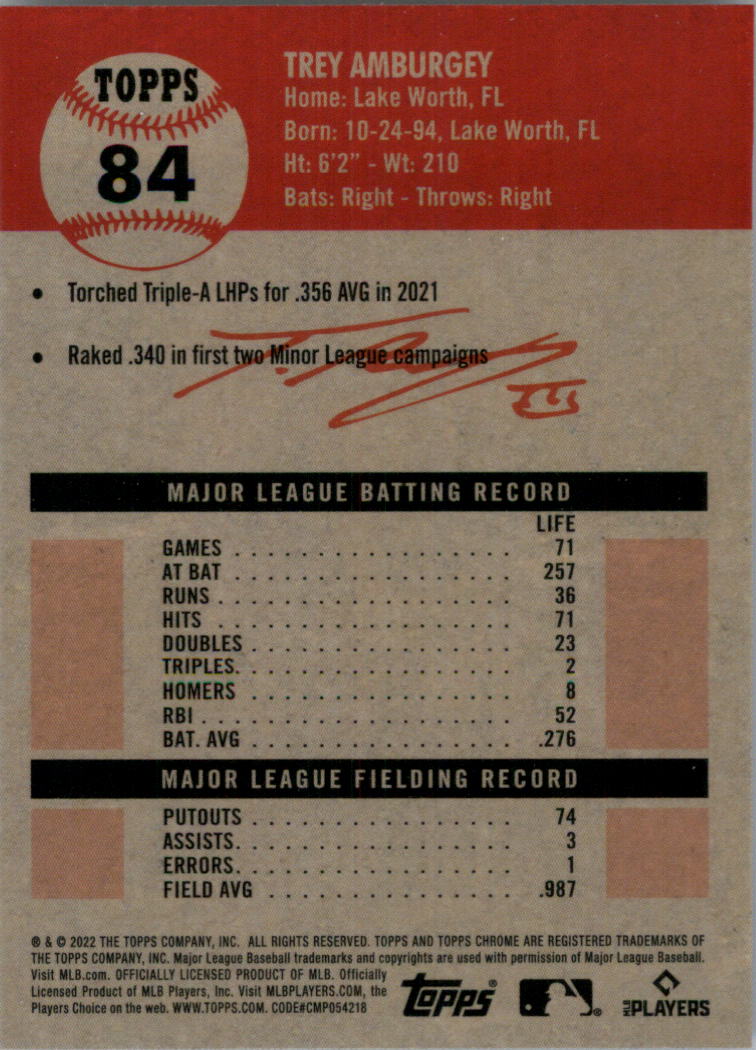 TOPPS
84
TREY AMBURGEY
Home: Lake Worth, FL
Born: 10-24-94, Lake Worth, FL
Ht: 6'2" - Wt: 210
Bats: Right - Throws: Right
• Torched Triple-A LHPs for .356 AVG in 2021
• Raked .340 in first two Minor League campaigns
MAJOR LEAGUE BATTING RECORD
LIFE
GAMES . . . . . . . . . . . . . . . . 71
AT BAT . . . . . . . . . . . . . . . . 257
RUNS . . . . . . . . . . . . . . . . . 36
HITS . . . . . . . . . . . . . . . . . 71
DOUBLES . . . . . . . . . . . . . . . 23
TRIPLES. . . . . . . . . . . . . . . . 2
HOMERS . . . . . . . . . . . . . . . 8
RBI . . . . . . . . . . . . . . . . . . 52
BAT. AVG . . . . . . . . . . . . . . .276
MAJOR LEAGUE FIELDING RECORD
PUTOUTS . . . . . . . . . . . . . . . 74
ASSISTS. . . . . . . . . . . . . . . . 3
ERRORS. . . . . . . . . . . . . . . . 1
FIELD AVG . . . . . . . . . . . . . . .987
® & © 2022 THE TOPPS COMPANY, INC. ALL RIGHTS RESERVED. TOPPS AND TOPPS CHROME ARE REGISTERED TRADEMARKS OF
THE TOPPS COMPANY, INC. Major League Baseball trademarks and copyrights are used with permission of Major League Baseball.
Visit MLB.com. OFFICIALLY LICENSED PRODUCT OF MLB. Officially
Licensed Product of MLB Players, Inc. Visit MLBPLAYERS.COM, the
Players Choice on the web. WWW.TOPPS.COM. CODE#CMP054218
topps®
MLB PLAYERS